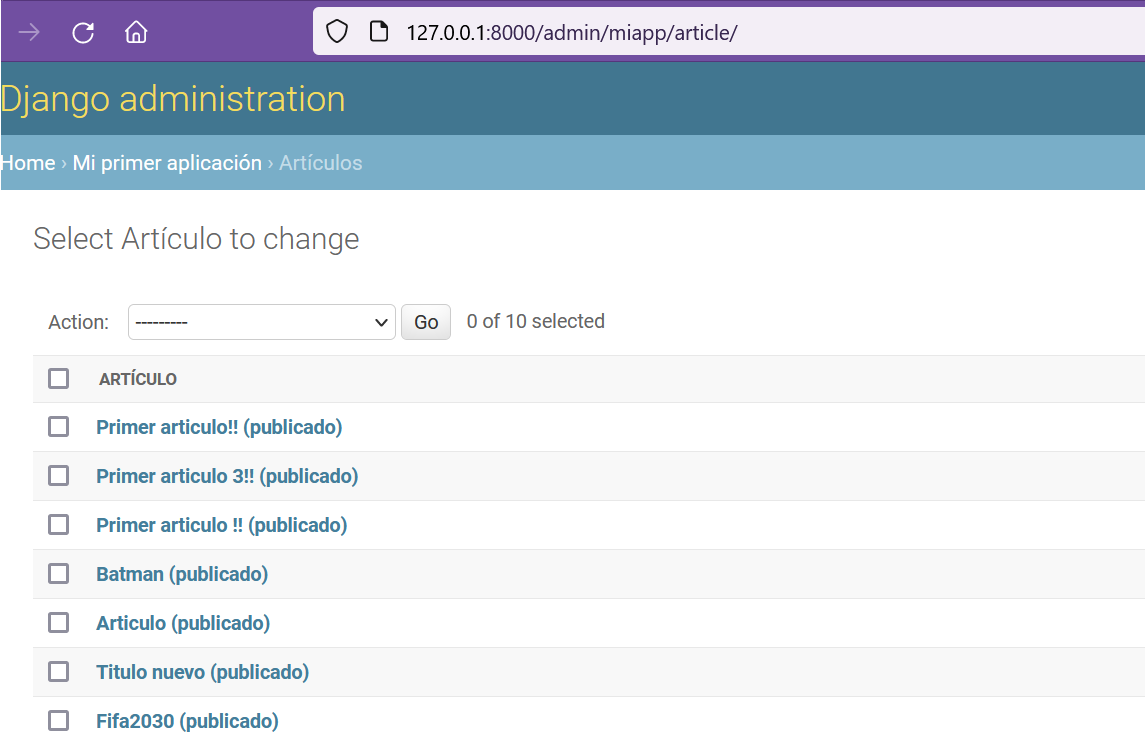 127.0.0.1:8000/admin/miapp/article/
Django administration
Home › Mi primer aplicación › Artículos
Select Artículo to change
Action: --------- Go 0 of 10 selected
ARTÍCULO
Primer articulo!! (publicado)
Primer articulo 3!! (publicado)
Primer articulo !! (publicado)
Batman (publicado)
Articulo (publicado)
Titulo nuevo (publicado)
Fifa2030 (publicado)